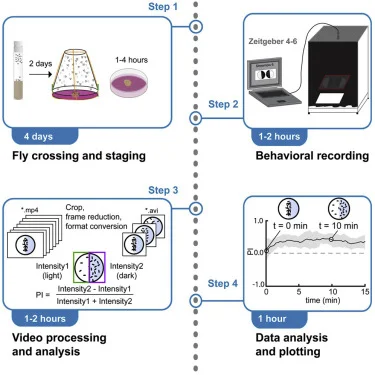 Step 1
2 days
1-4 hours
4 days
Fly crossing and staging
Step 2
Zeitgeber 4-6
1-2 hours
Behavioral recording
Step 3
*.mp4
Crop,
frame reduction,
format conversion
*.avi
Intensity1
(light)
Intensity2
(dark)
PI = Intensity2 - Intensity1
Intensity1 + Intensity2
1-2 hours
Video processing
and analysis
Step 4
t = 0 min
t = 10 min
1.0
0.0
-1.0
PI
0
5
10
15
time (min)
1 hour
Data analysis
and plotting